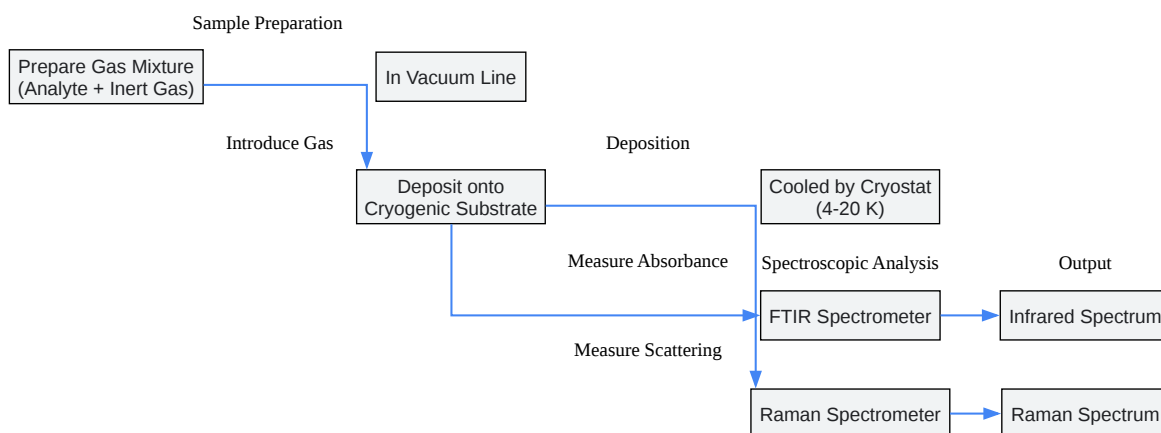 Sample Preparation
Prepare Gas Mixture
(Analyte + Inert Gas)
In Vacuum Line
Introduce Gas
Deposition
Deposit onto
Cryogenic Substrate
Cooled by Cryostat
(4-20 K)
Measure Absorbance
Spectroscopic Analysis
Output
FTIR Spectrometer
Infrared Spectrum
Measure Scattering
Raman Spectrometer
Raman Spectrum